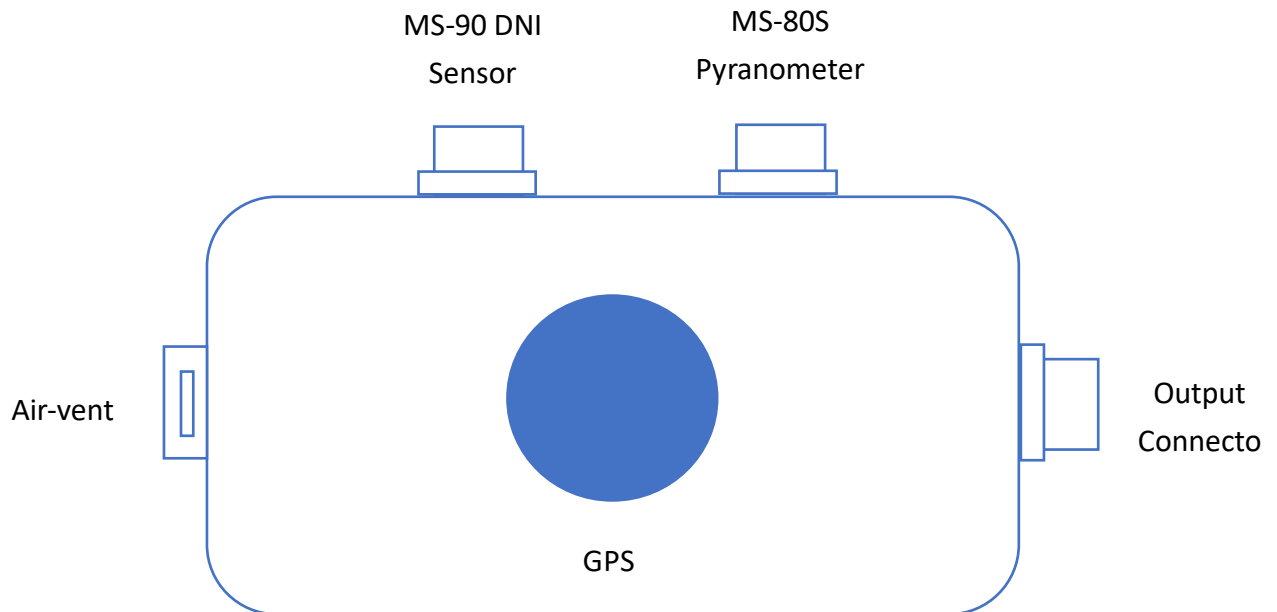 MS-90 DNI
Sensor
MS-80S
Pyranometer
Air-vent
Output
Connecto
GPS